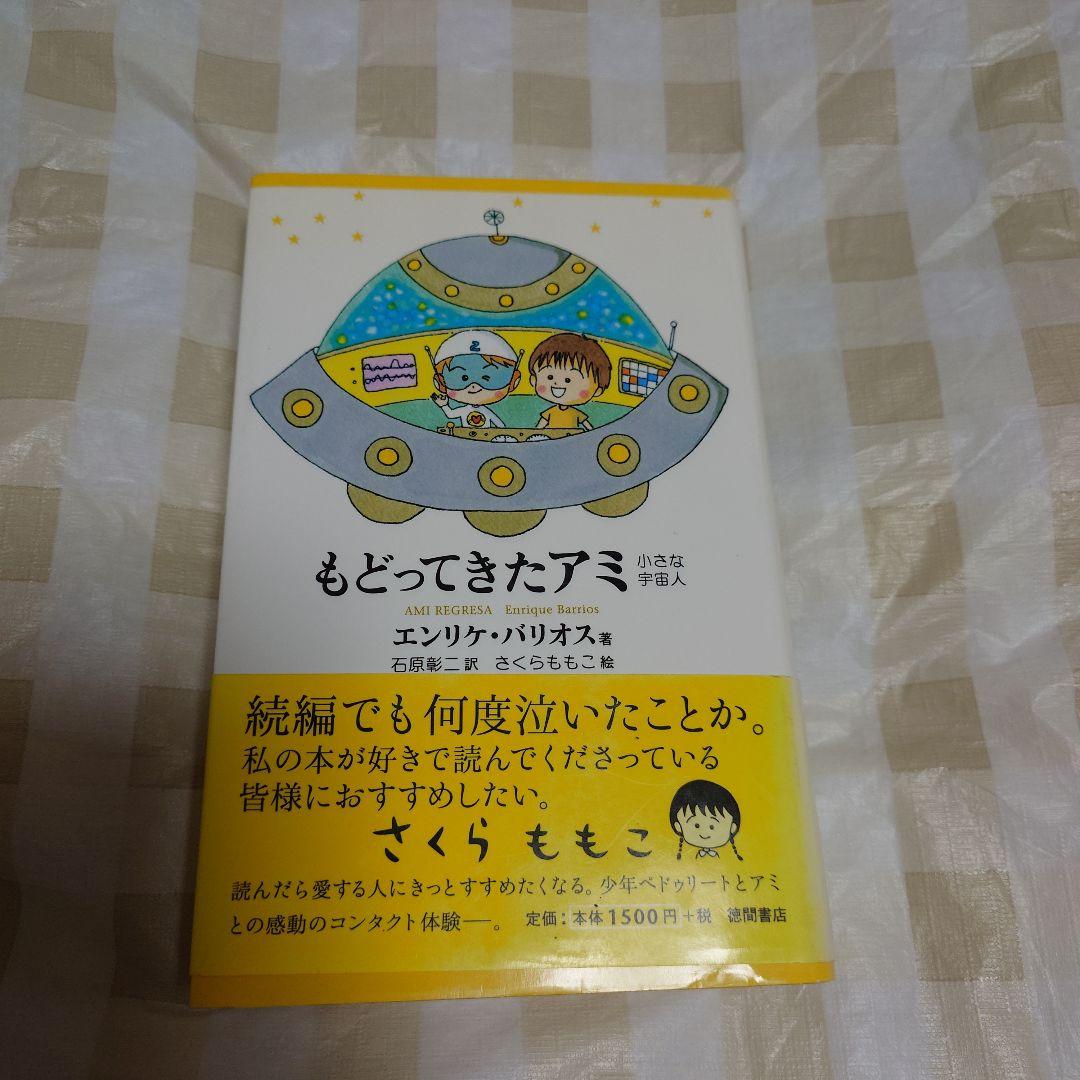 もどってきたアミ 小さな
宇宙人
AMI REGRESA Enrique Barrios
エンリケ・バリオス 著
石原彰二 訳 さくらももこ 絵
続編でも何度泣いたことか。
私の本が好きで読んでくださっている
皆様におすすめしたい。
さくら ももこ
読んだら愛する人にきっとすすめたくなる。少年ペドゥリートとアミ
との感動のコンタクト体験──。 定価：本体1500円+税 徳間書店